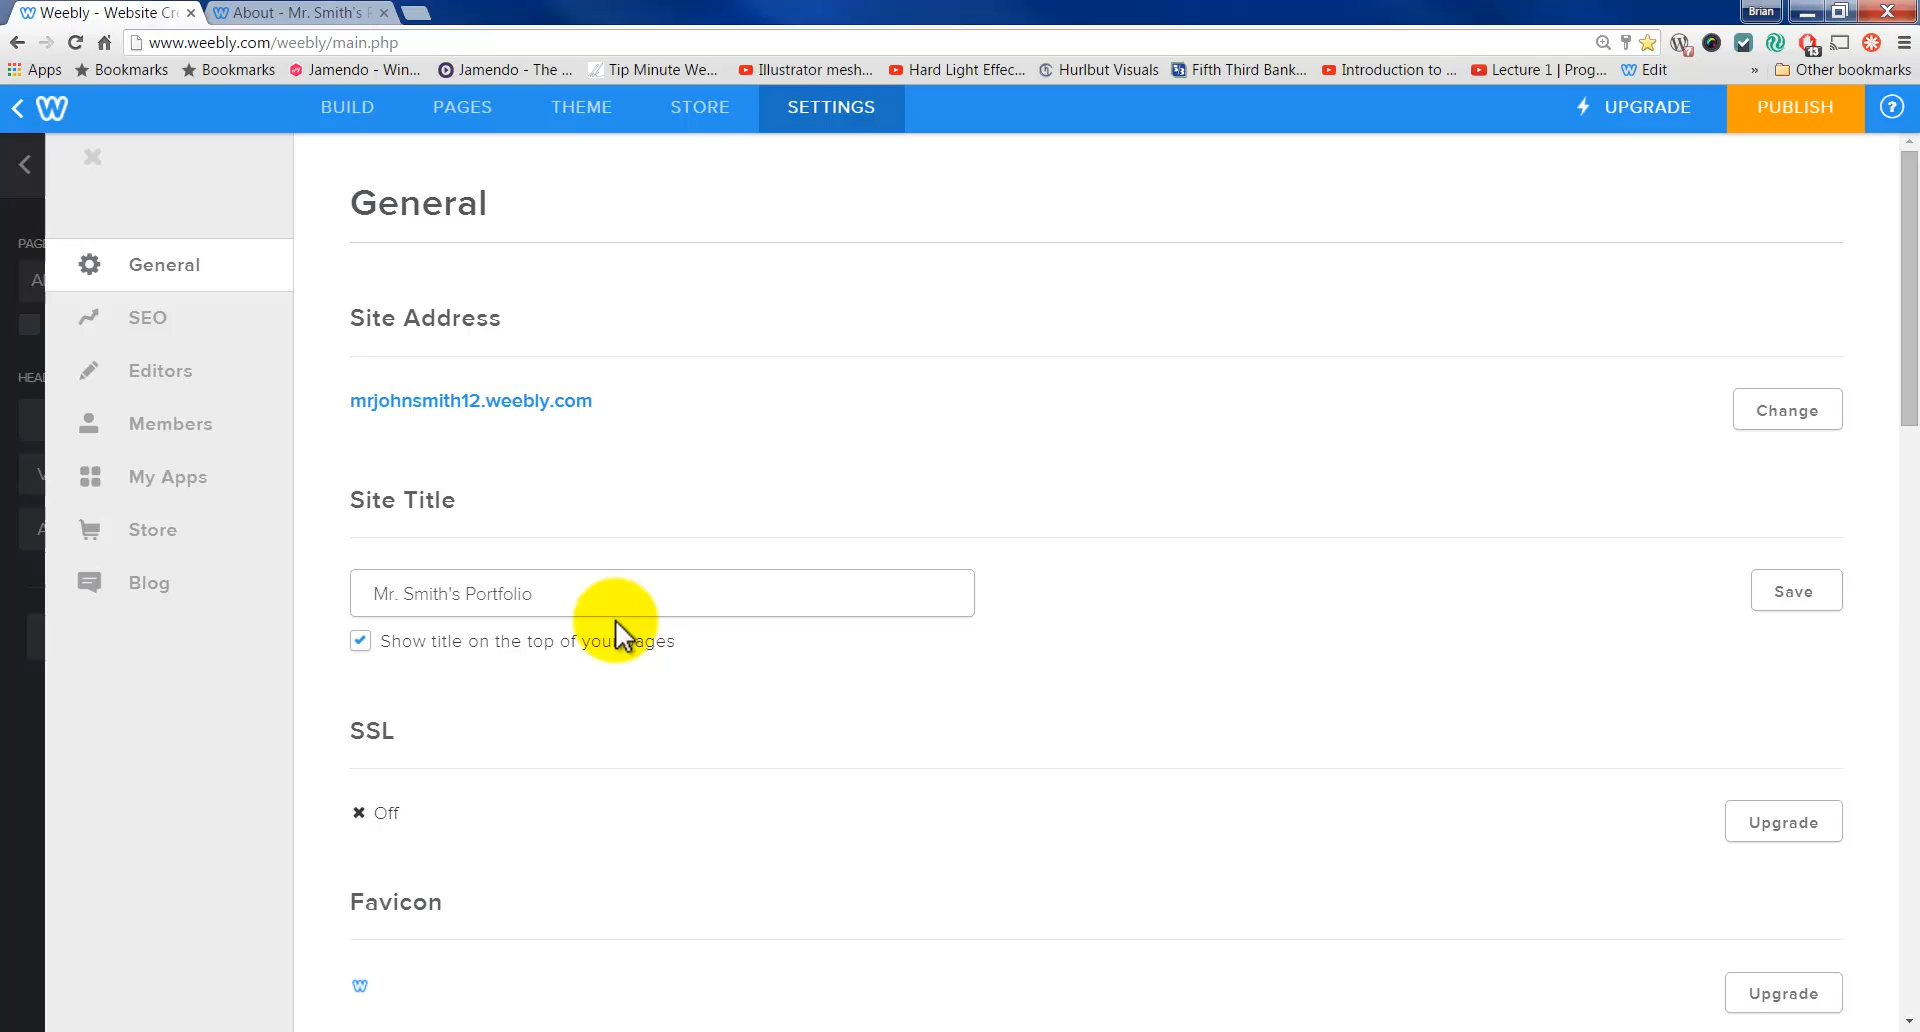 Weebly - Website Cr
About - Mr. Smith's
Brian
www.weebly.com/weebly/main.php
Apps
Bookmarks
Bookmarks
Jamendo - Win...
Jamendo - The ...
Tip Minute We...
Illustrator mesh...
Hard Light Effec...
Hurlbut Visuals
Fifth Third Bank...
Introduction to ...
Lecture 1 | Prog...
Edit
»
Other bookmarks
BUILD
PAGES
THEME
STORE
SETTINGS
UPGRADE
PUBLISH
?
PAGE
HEAD
General
SEO
Editors
Members
My Apps
Store
Blog
General
Site Address
mrjohnsmith12.weebly.com
Change
Site Title
Mr. Smith's Portfolio
Save
Show title on the top of your pages
SSL
Off
Upgrade
Favicon
Upgrade